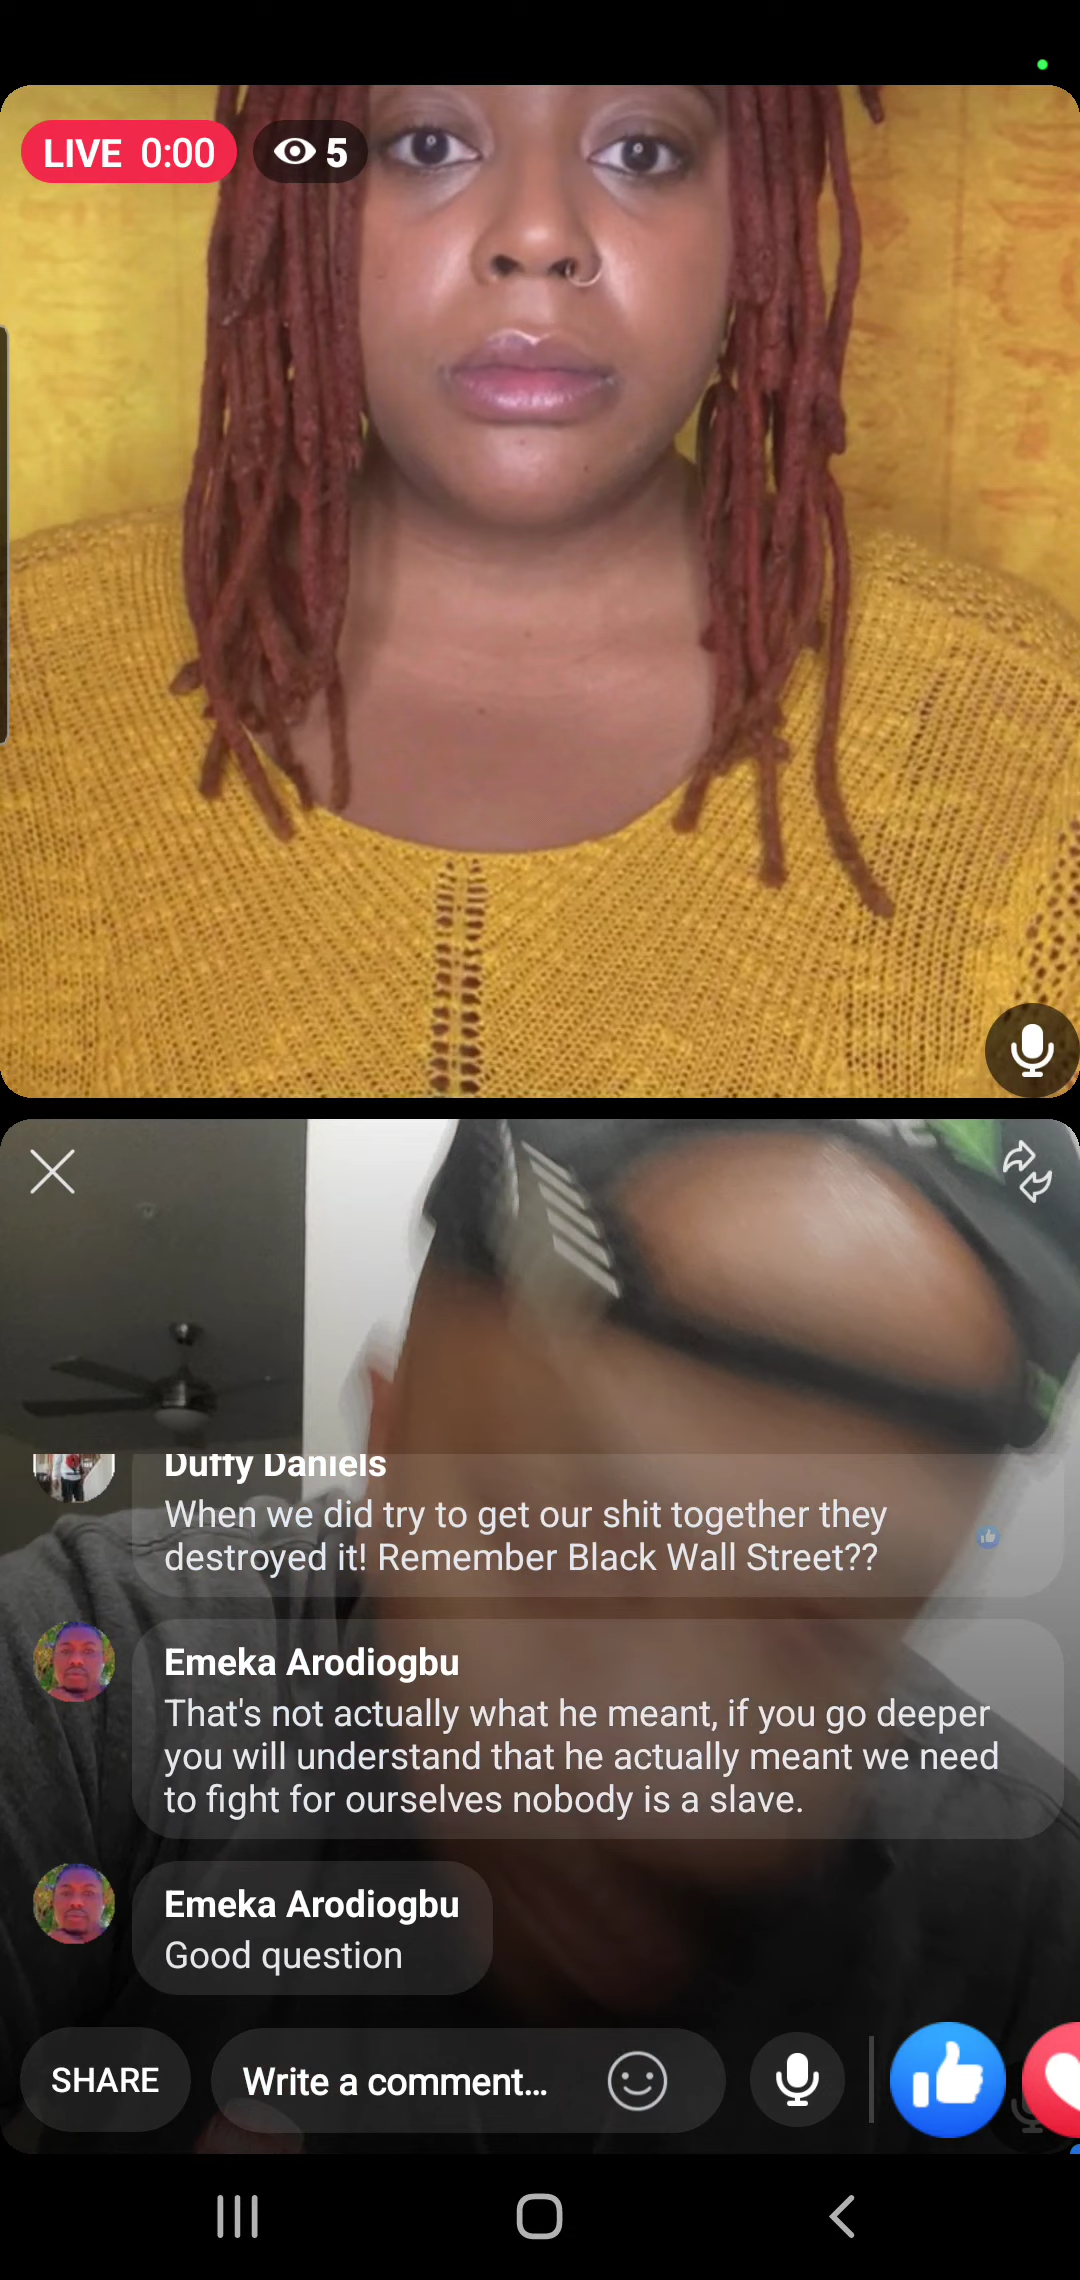 LIVE 0:00 5
Duffy Daniels
When we did try to get our shit together they
destroyed it! Remember Black Wall Street??
Emeka Arodiogbu
That's not actually what he meant, if you go deeper
you will understand that he actually meant we need
to fight for ourselves nobody is a slave.
Emeka Arodiogbu
Good question
SHARE Write a comment...